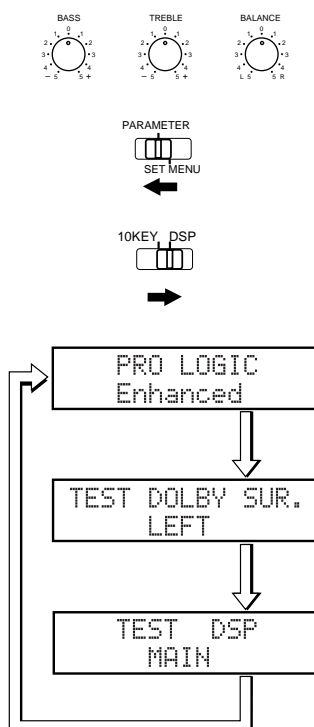 BASS TREBLE BALANCE
0 0 0
1 1 1 1 1 1
2 2 2 2 2 2
3 3 3 3 3 3
4 4 4 4 4 4
– 5 5 + – 5 5 + L 5 5 R
PARAMETER
SET MENU
10KEY DSP
PRO LOGIC
Enhanced
TEST DOLBY SUR.
LEFT
TEST DSP
MAIN